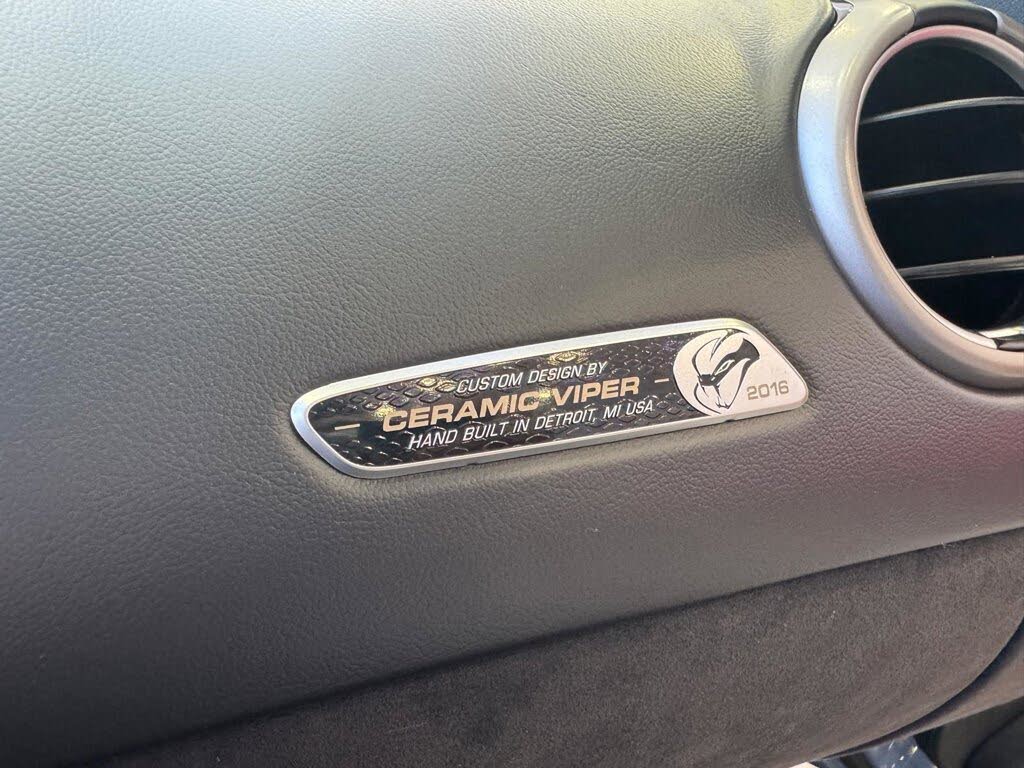 CUSTOM DESIGN BY
– CERAMIC VIPER –
HAND BUILT IN DETROIT, MI USA
2016